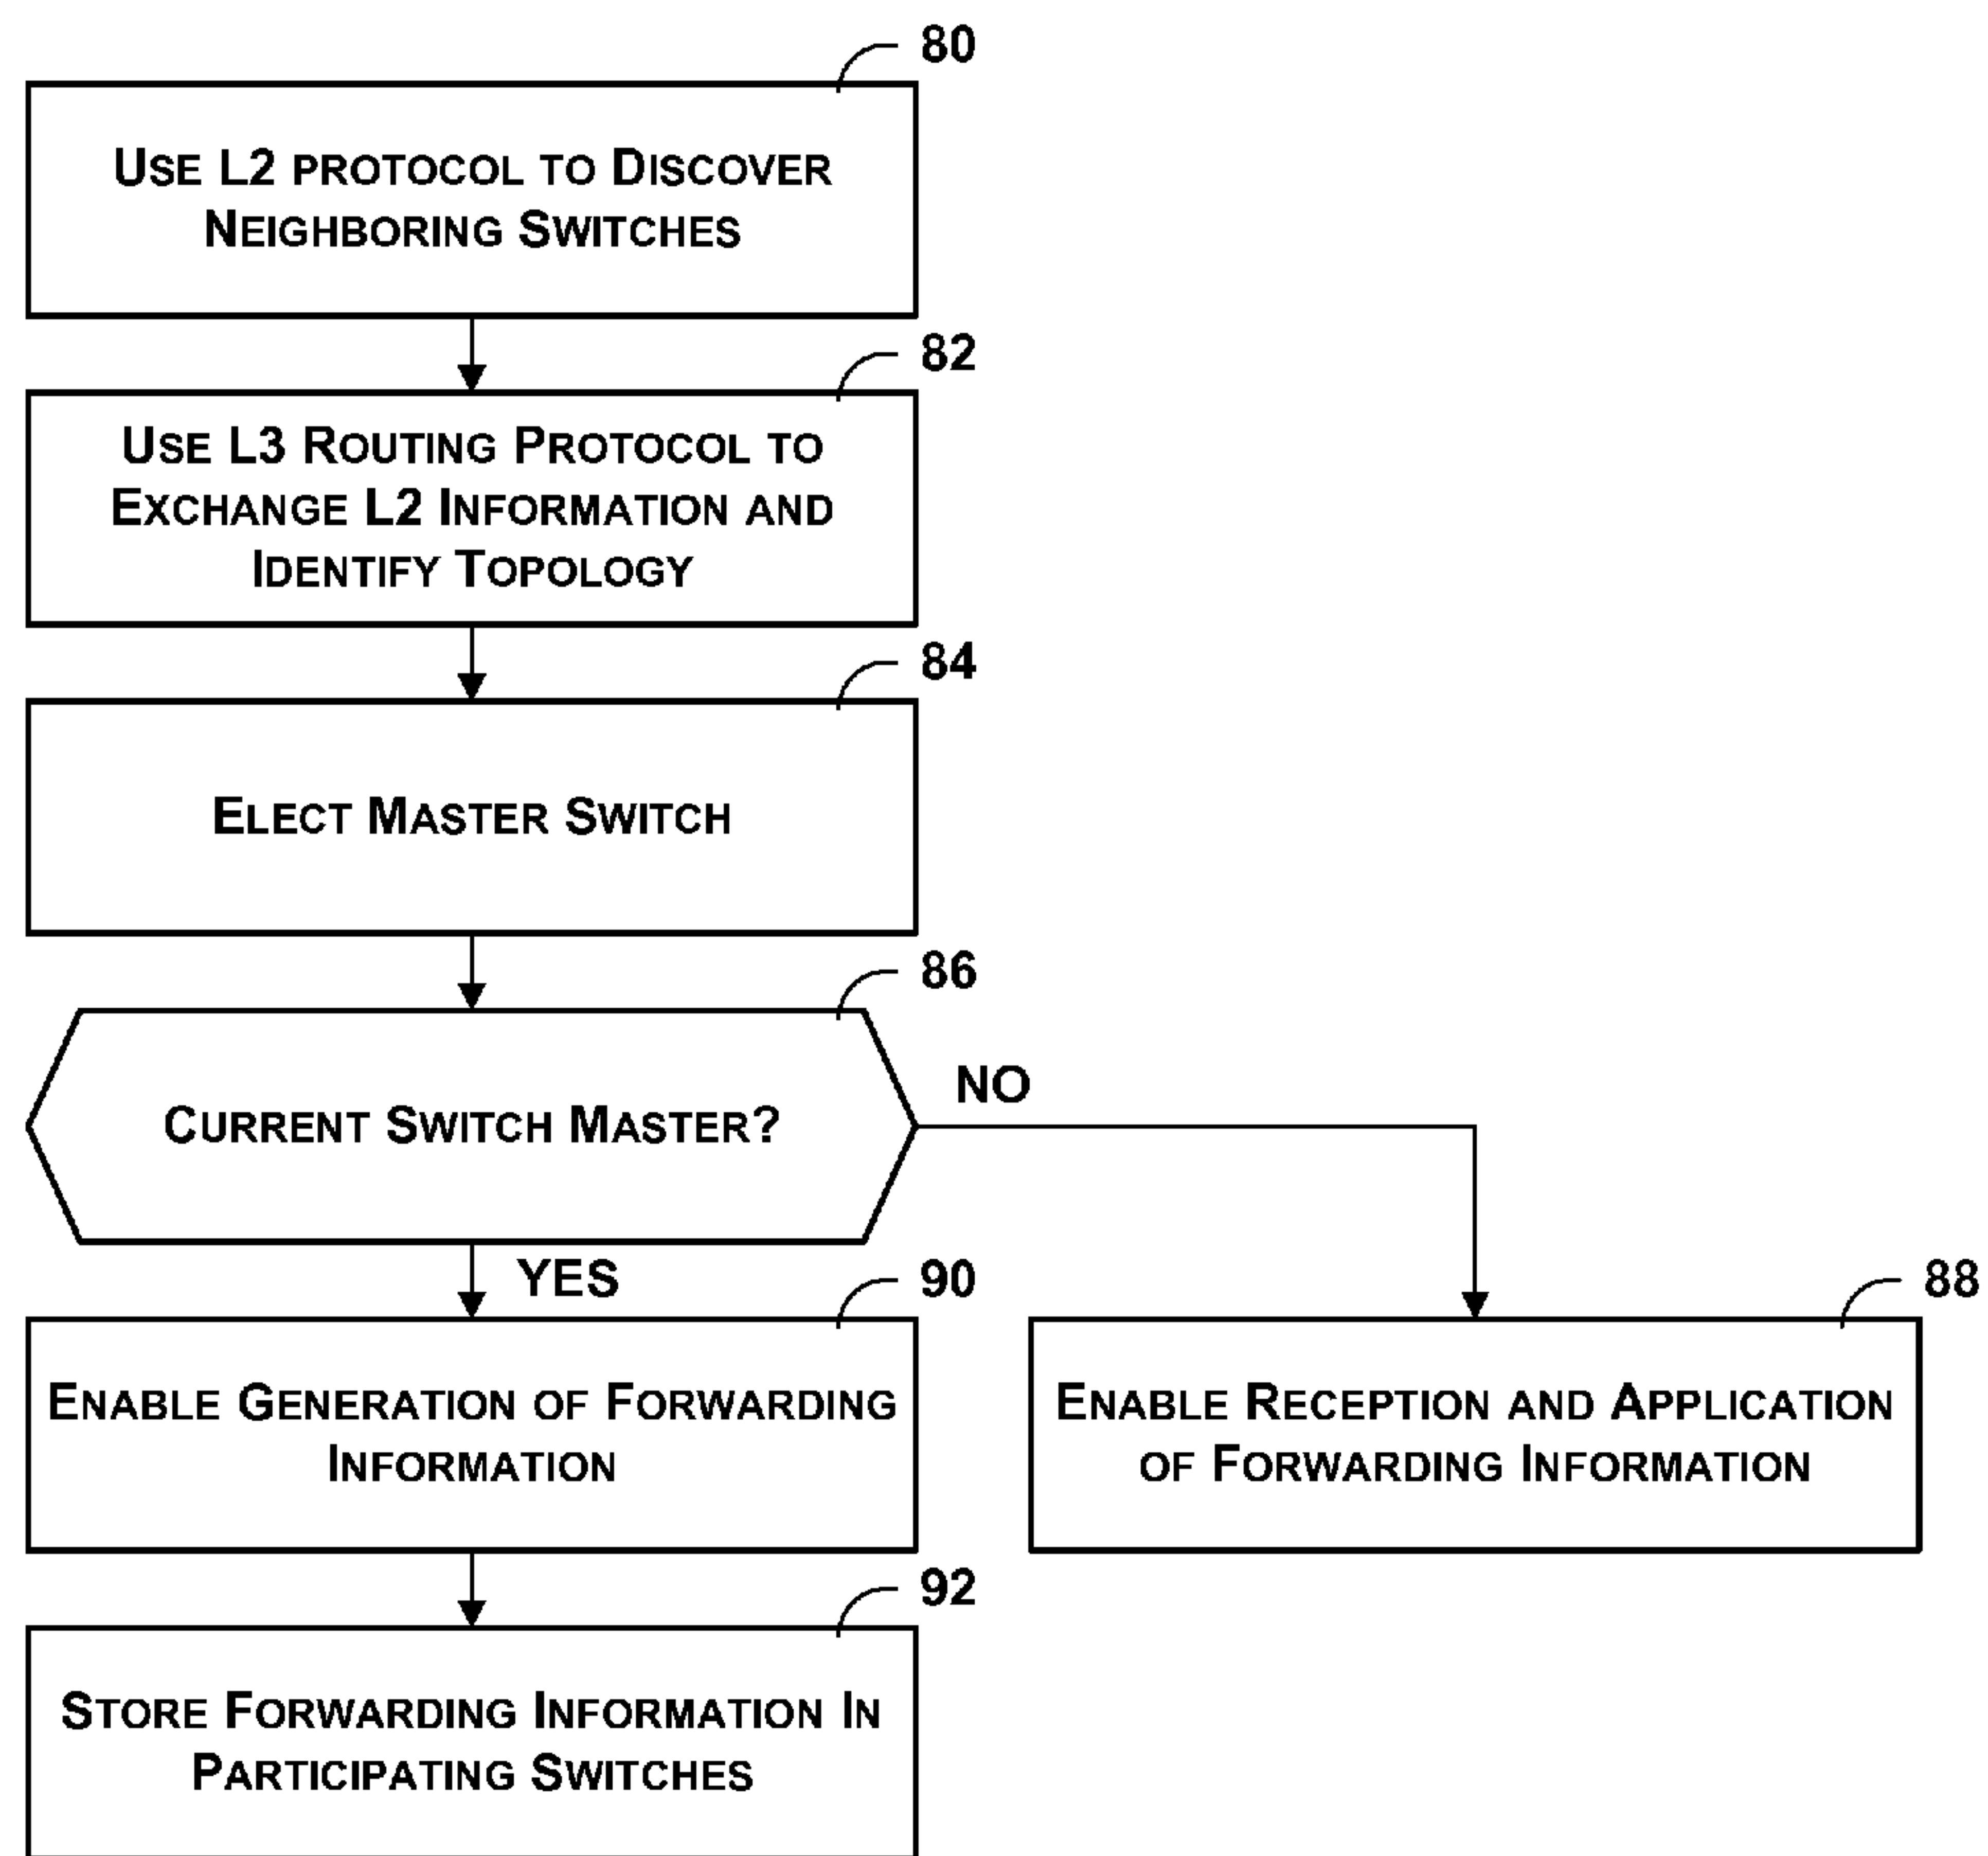 80
USE L2 PROTOCOL TO DISCOVER
NEIGHBORING SWITCHES
82
USE L3 ROUTING PROTOCOL TO
EXCHANGE L2 INFORMATION AND
IDENTIFY TOPOLOGY
84
ELECT MASTER SWITCH
86
CURRENT SWITCH MASTER?
NO
YES
90
ENABLE GENERATION OF FORWARDING
INFORMATION
88
ENABLE RECEPTION AND APPLICATION
OF FORWARDING INFORMATION
92
STORE FORWARDING INFORMATION IN
PARTICIPATING SWITCHES